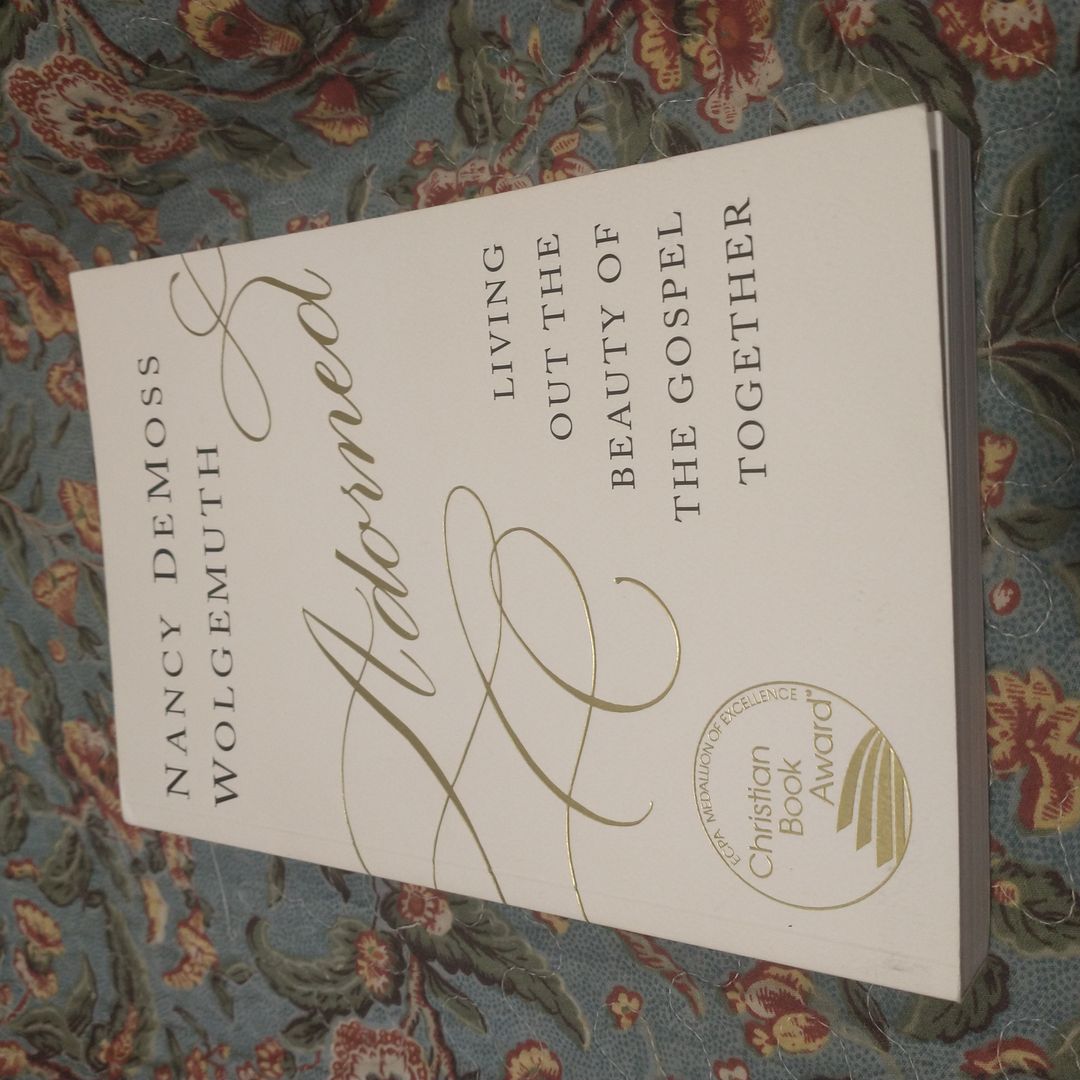 NANCY DEMOSS
WOLGEMUTH
Adorned
LIVING
OUT THE
BEAUTY OF
THE GOSPEL
TOGETHER
ECPA MEDALLION OF EXCELLENCE
Christian
Book
Award®